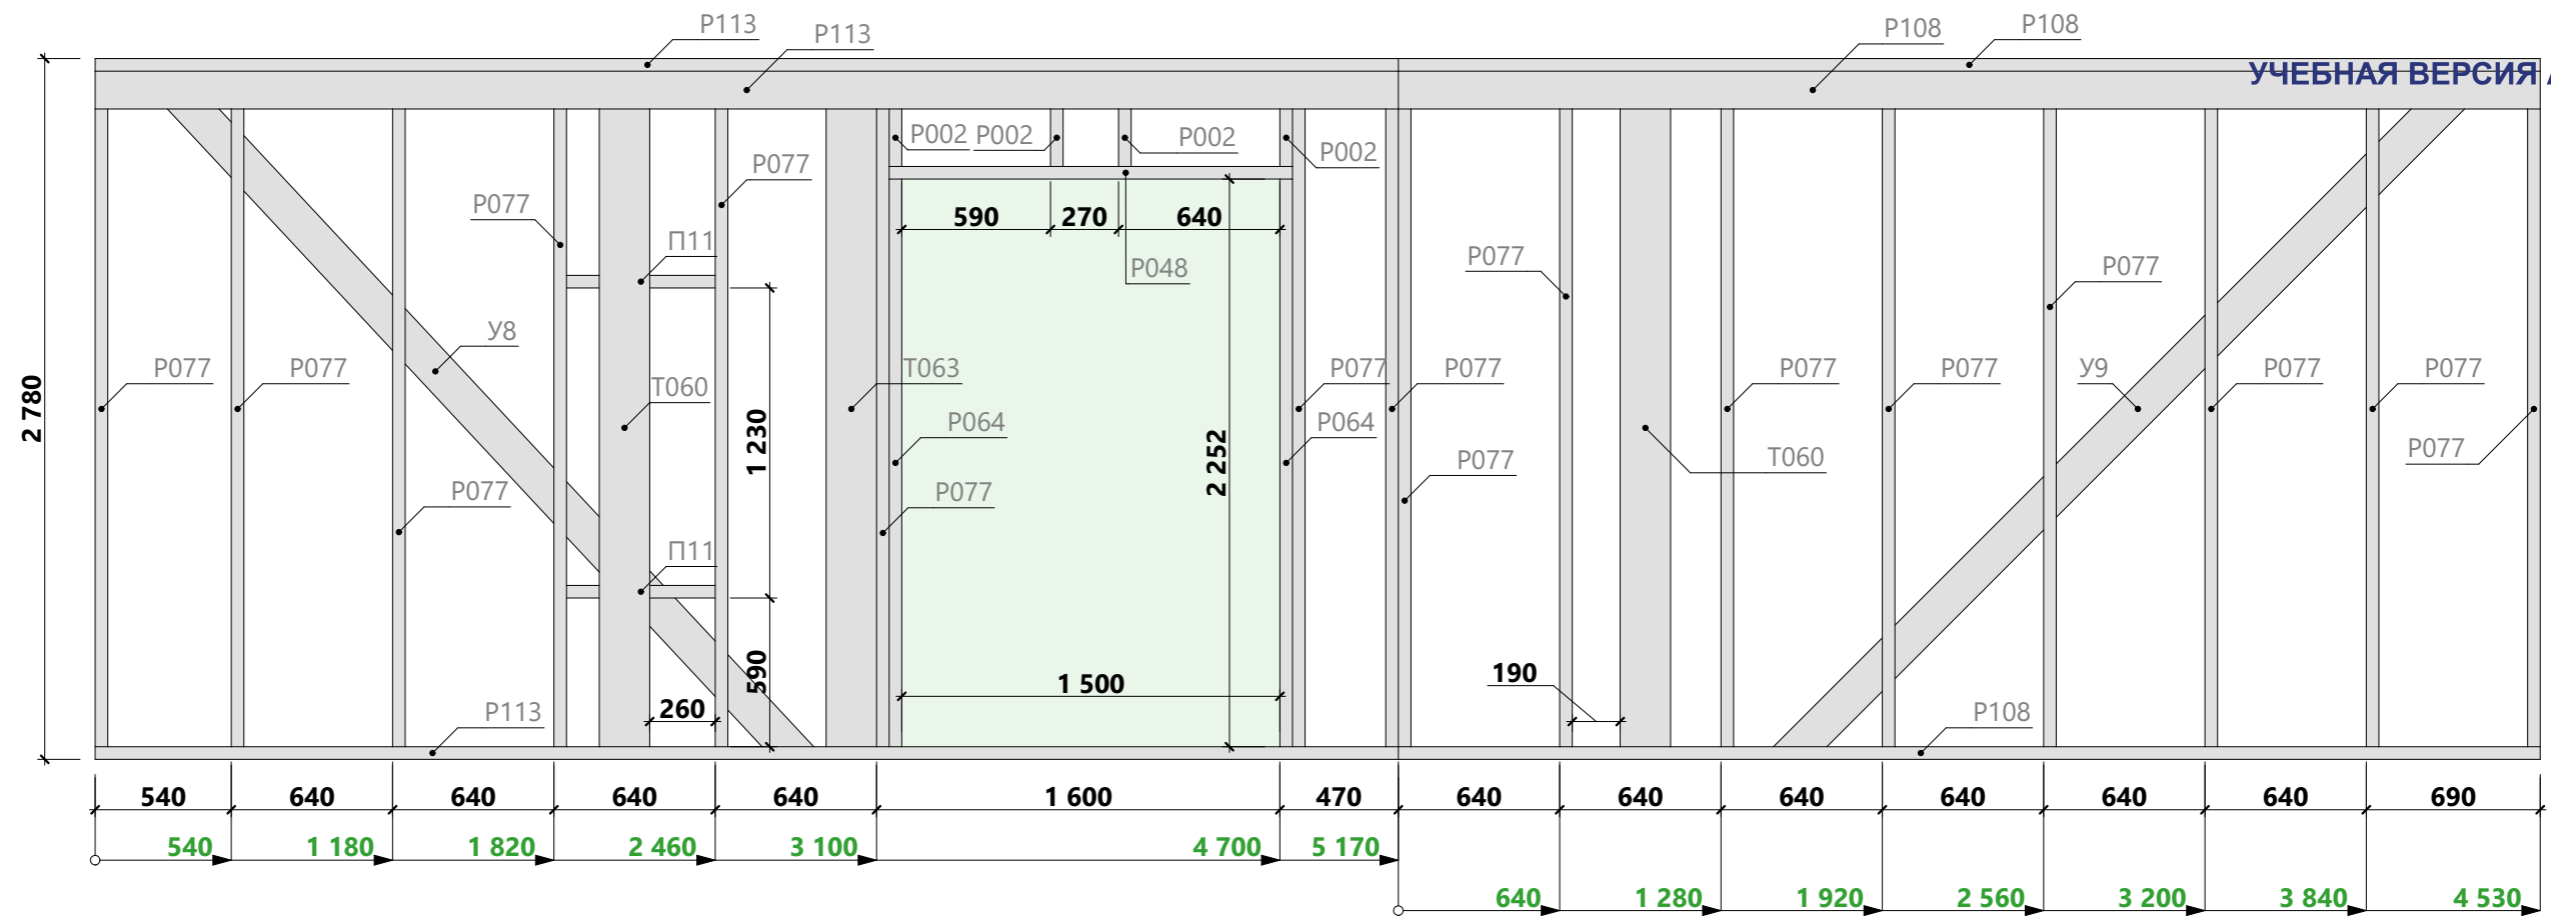 Р113
Р113
Р108
Р108
УЧЕБНАЯ ВЕРСИЯ
Р002
Р002
Р002
Р002
Р077
Р077
П11
590
270
640
Р048
Р077
Р077
У8
Р077
Р077
Т060
Т063
Р077
Р077
Р077
Р077
У9
Р077
Р077
2 780
1 230
Р064
2 252
Р064
Т060
Р077
Р077
Р077
Р077
П11
590
1 500
190
260
Р113
Р108
540
640
640
640
640
1 600
470
640
640
640
640
640
640
690
540
1 180
1 820
2 460
3 100
4 700
5 170
640
1 280
1 920
2 560
3 200
3 840
4 530